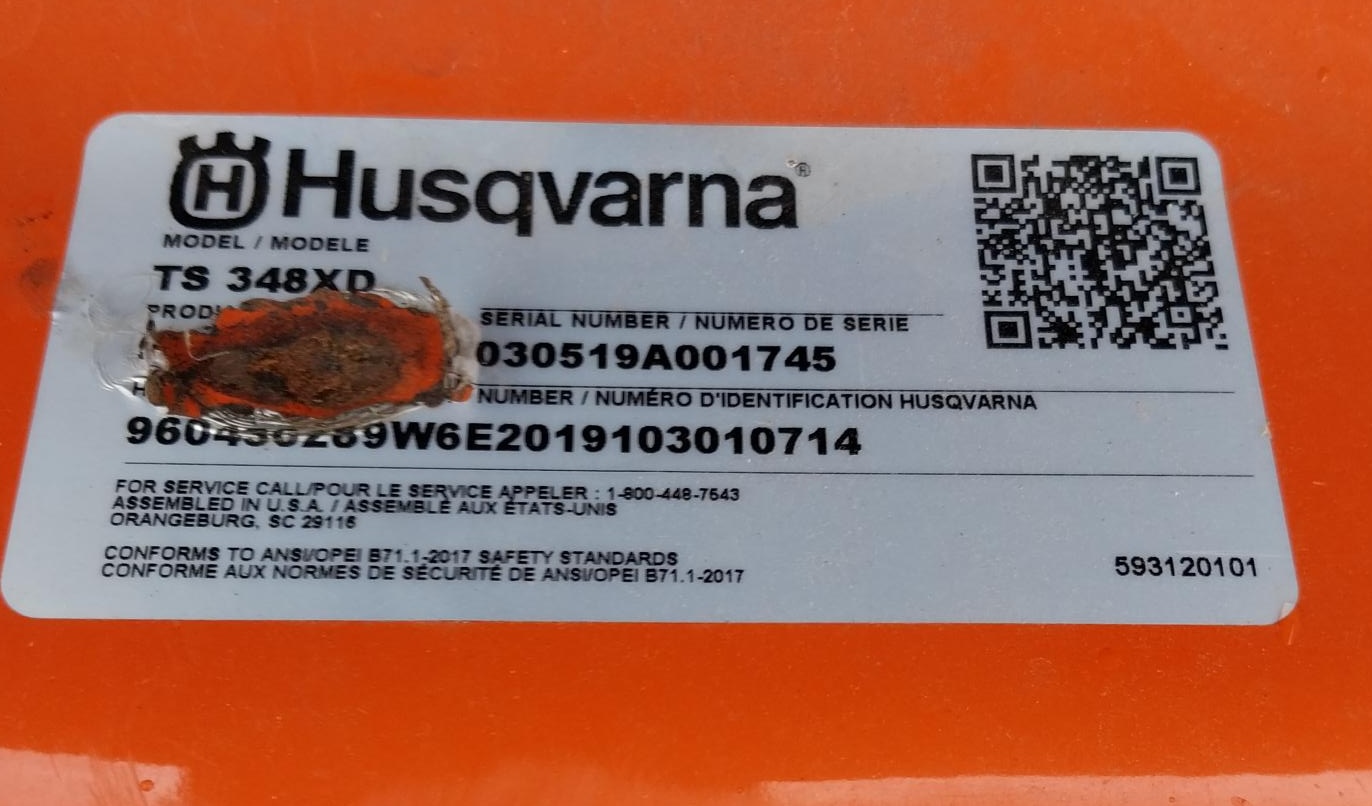 Husqvarna®
MODEL / MODELE
TS 348XD
SERIAL NUMBER / NUMERO DE SERIE
030519A001745
NUMBER / NUMÉRO D'IDENTIFICATION HUSQVARNA
FOR SERVICE CALL/POUR LE SERVICE APPELER : 1-800-448-7643
ASSEMBLED IN U.S.A. / ASSEMBLÉ AUX ÉTATS-UNIS
ORANGEBURG, SC 29116
CONFORMS TO ANSI/OPEI B71.1-2017 SAFETY STANDARDS
CONFORME AUX NORMES DE SÉCURITÉ DE ANSI/OPEI B71.1-2017
593120101